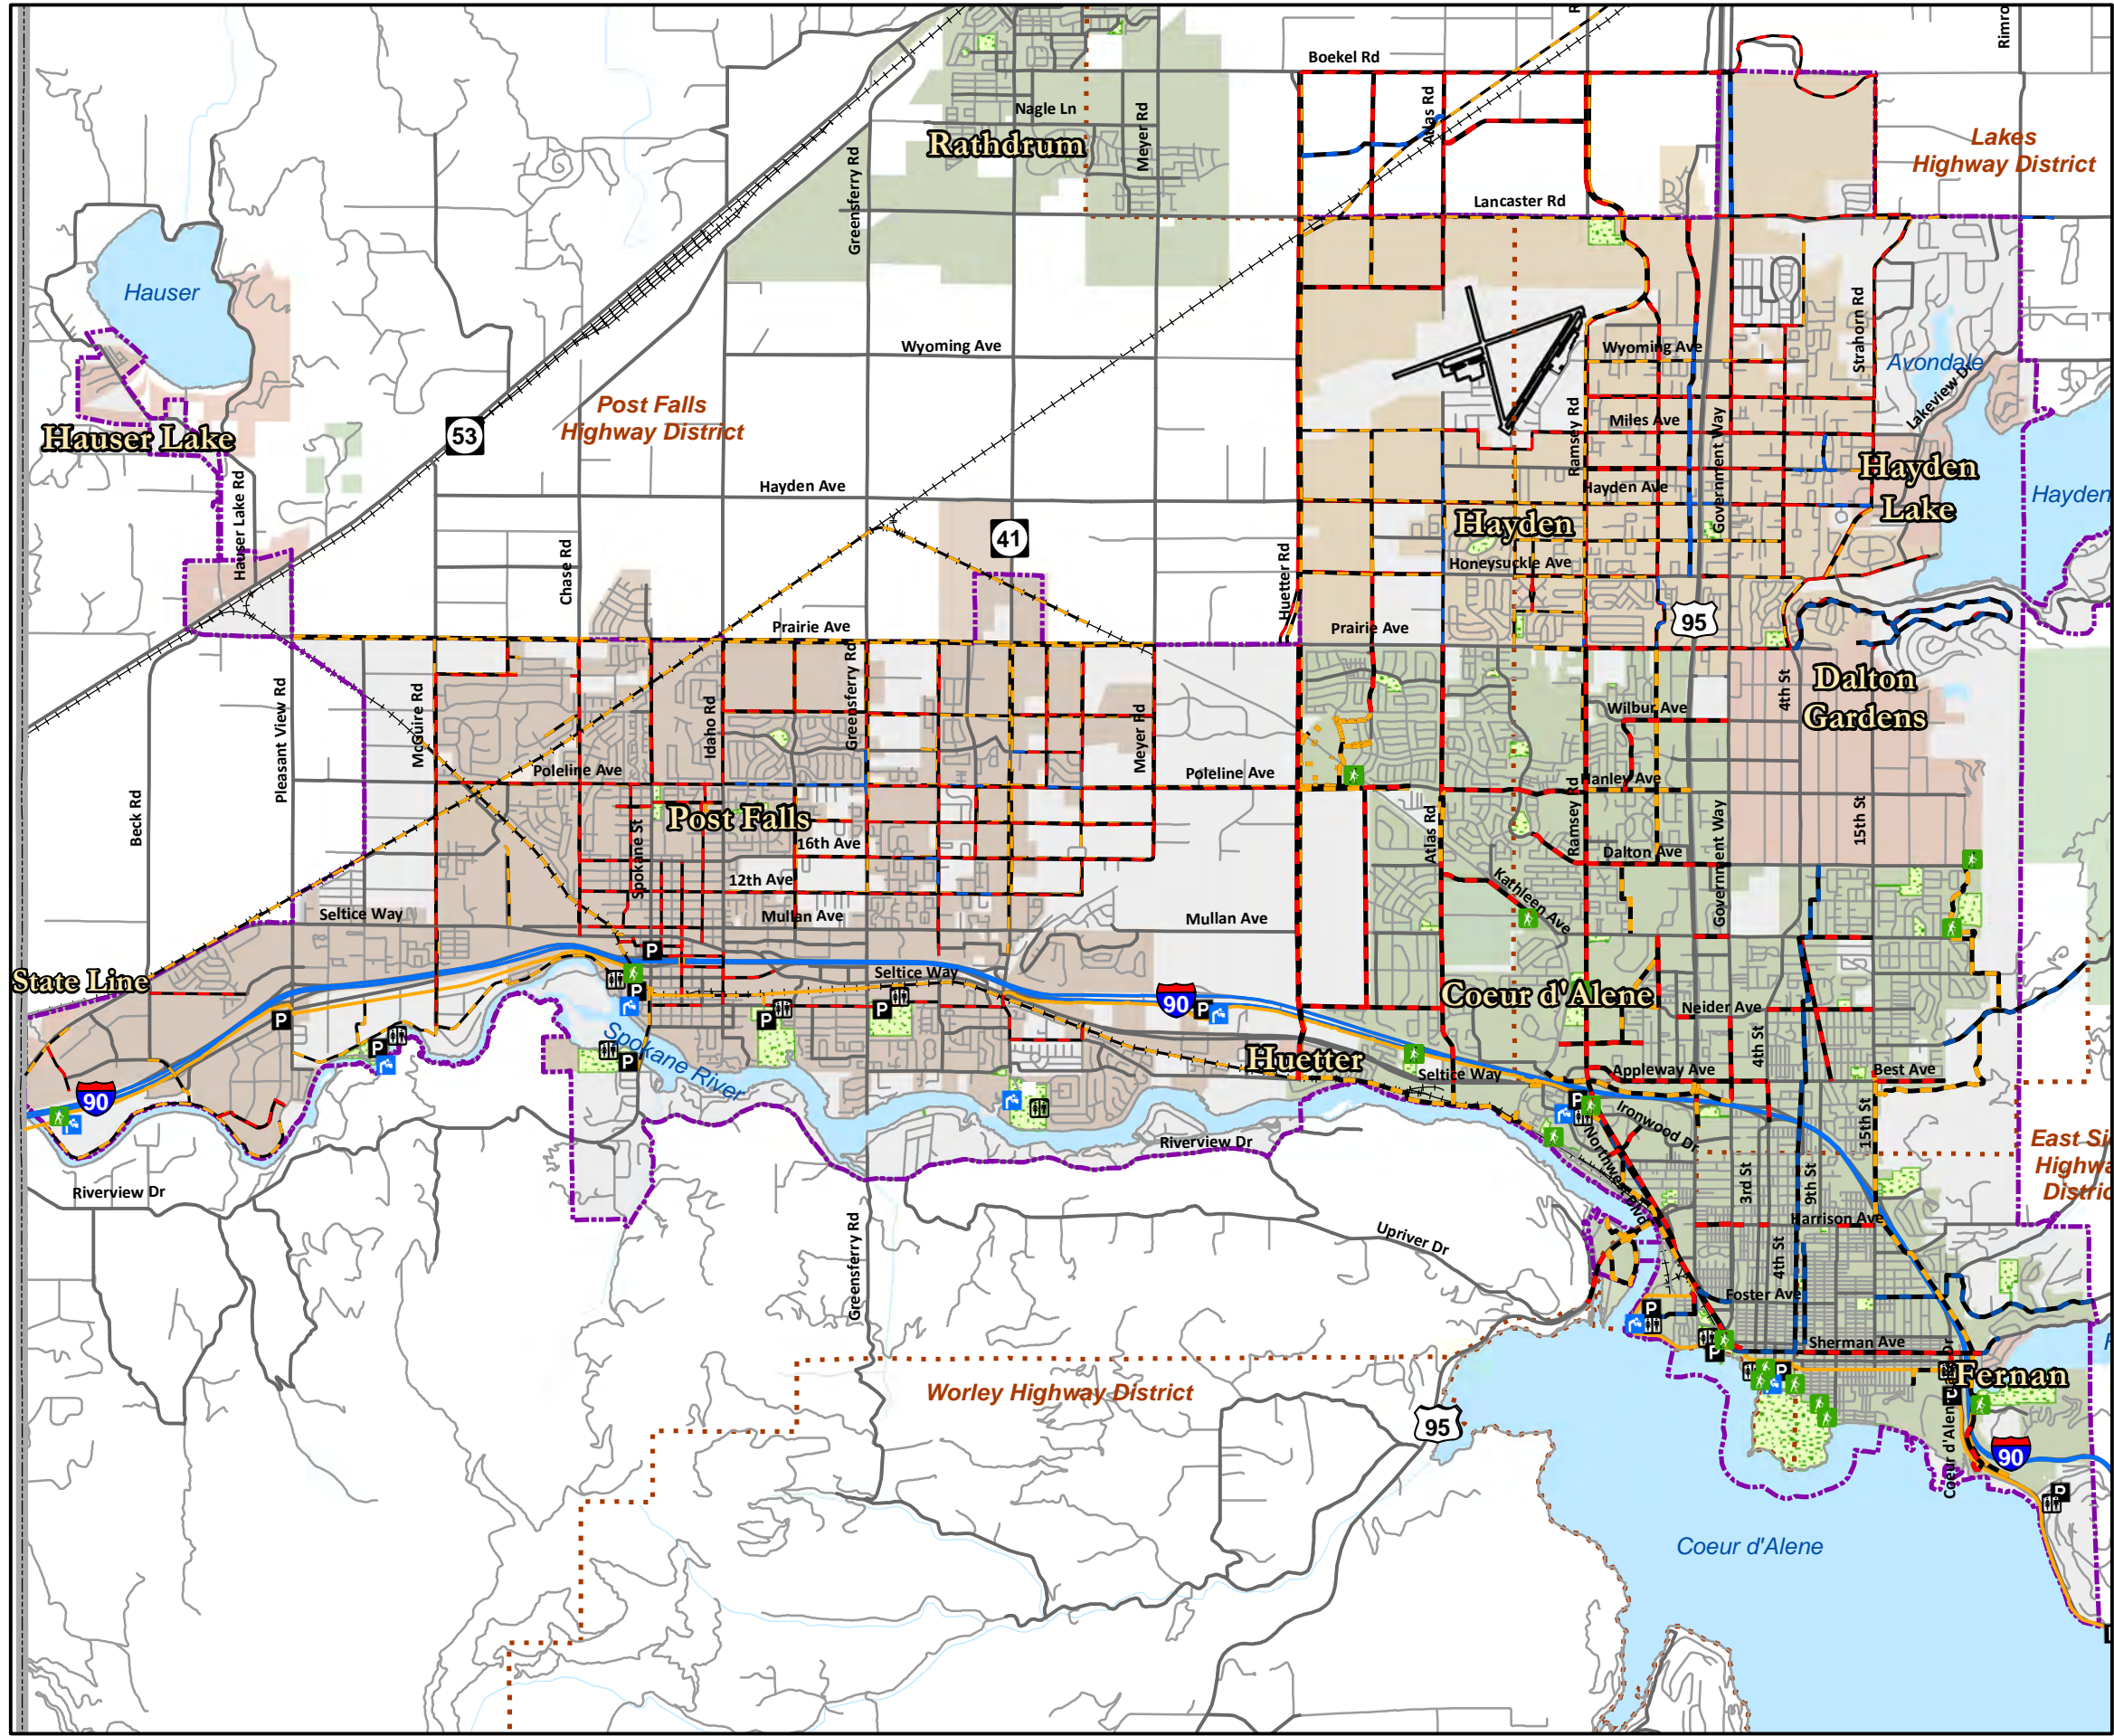 Boekel Rd
Rimro
Nagle Ln
Meyer Rd
Atlas Rd
Rathdrum
Lakes
Highway District
Greensferry Rd
Lancaster Rd
Hauser
Strahorn Rd
Wyoming Ave
Wyoming Ave
Avondale
Lakeview Dr
Post Falls
Highway District
Ramsey Rd
Miles Ave
Government Way
53
Hauser Lake
Hayden
Lake
Hauser Lake Rd
Hayden Ave
Hayden Ave
Hayden
Hayden
41
Chase Rd
Huetter Rd
Honeysuckle Ave
95
Prairie Ave
Prairie Ave
Greensferry Rd
Dalton
Gardens
4th St
Pleasant View Rd
McGuire Rd
Idaho Rd
Meyer Rd
Wilbur Ave
Poleline Ave
Poleline Ave
Hanley Ave
Beck Rd
Post Falls
Ramsey Rd
Government Way
15th St
Spokane St
16th Ave
Atlas Rd
Dalton Ave
12th Ave
Kathleen Ave
Seltice Way
Mullan Ave
Mullan Ave
P
State Line
Seltice Way
Coeur d'Alene
P
90
P
P
P
P
Neider Ave
Spokane River
4th St
P
P
Huetter
Seltice Way
Appleway Ave
Best Ave
90
P
Ironwood Dr
15th St
Riverview Dr
Northwest Blvd
East Si
Highwa
Distric
3rd St
9th St
Riverview Dr
Harrison Ave
Greensferry Rd
Upriver Dr
4th St
Foster Ave
P
Sherman Ave
P
P
Fernan
Worley Highway District
95
P
Coeur d'Alene Dr
90
P
Coeur d'Alene